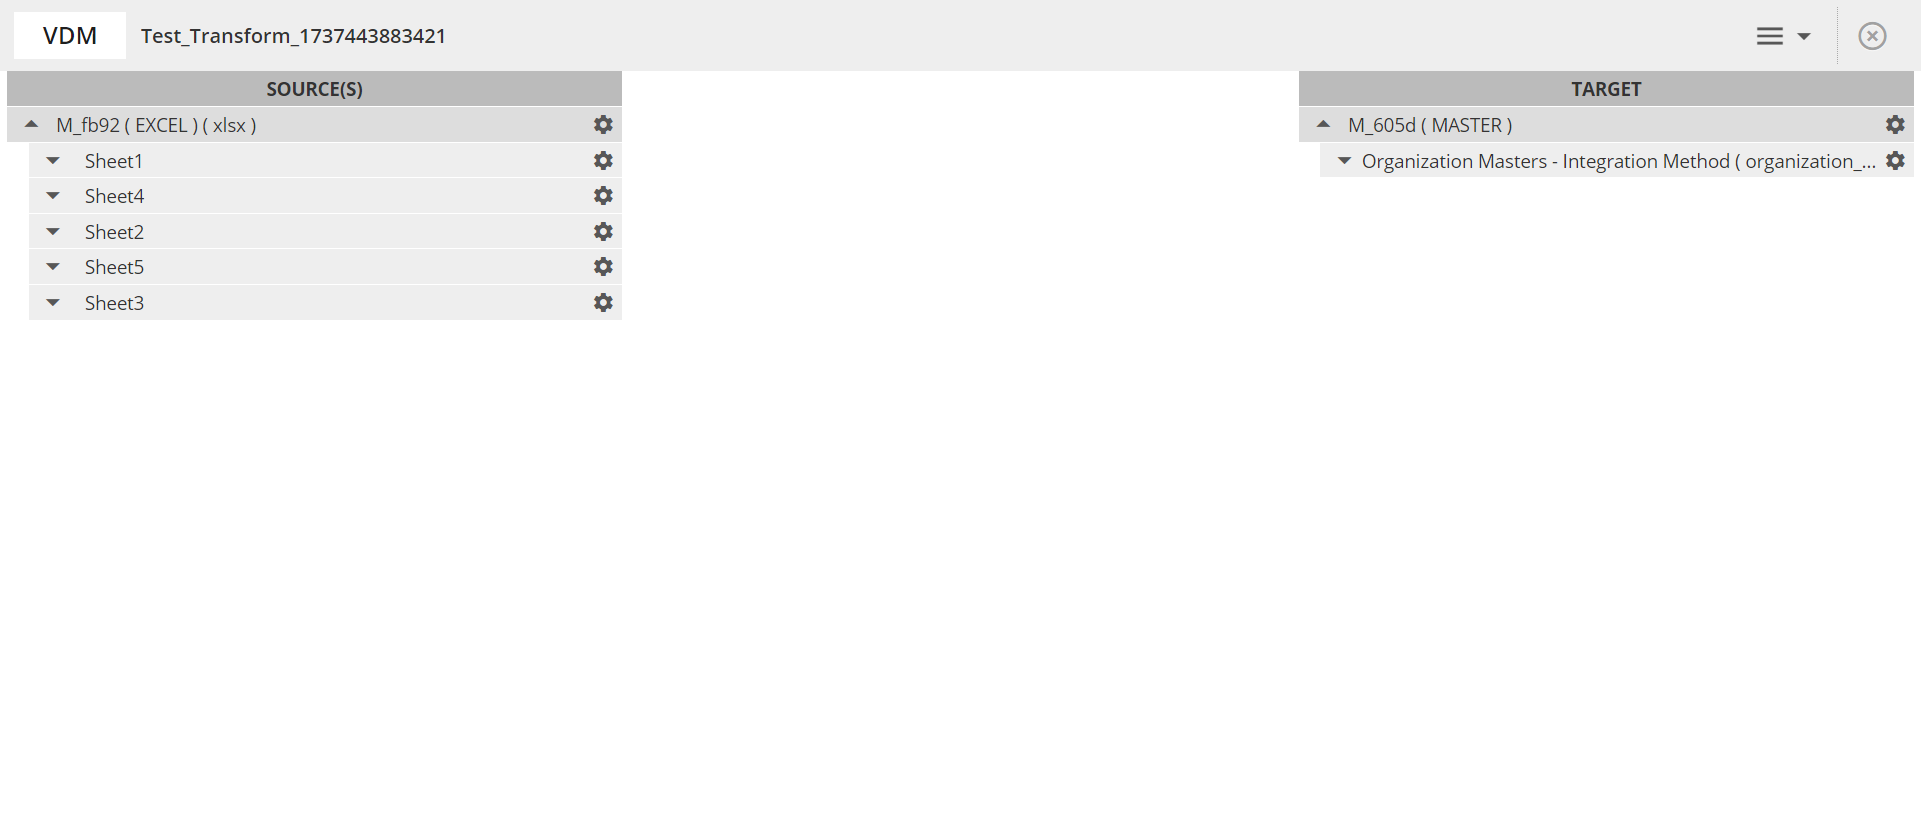 VDM
Test_Transform_1737443883421
SOURCE(S)
M_fb92 ( EXCEL ) ( xlsx )
Sheet1
Sheet4
Sheet2
Sheet5
Sheet3
TARGET
M_605d ( MASTER )
Organization Masters - Integration Method ( organization_...